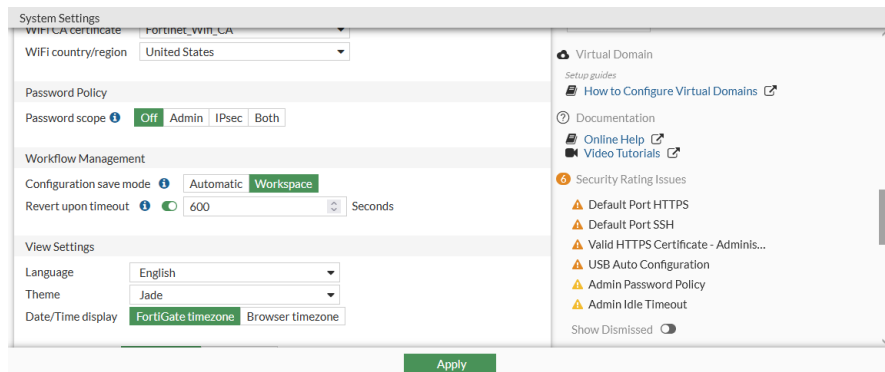 System Settings
WiFi CA certificate Fortinet_Wifi_CA
WiFi country/region United States
Password Policy
Password scope Off Admin IPsec Both
Workflow Management
Configuration save mode Automatic Workspace
Revert upon timeout 600 Seconds
View Settings
Language English
Theme Jade
Date/Time display FortiGate timezone Browser timezone
Virtual Domain
Setup guides
How to Configure Virtual Domains
Documentation
Online Help
Video Tutorials
6 Security Rating Issues
Default Port HTTPS
Default Port SSH
Valid HTTPS Certificate - Adminis...
USB Auto Configuration
Admin Password Policy
Admin Idle Timeout
Show Dismissed
Apply